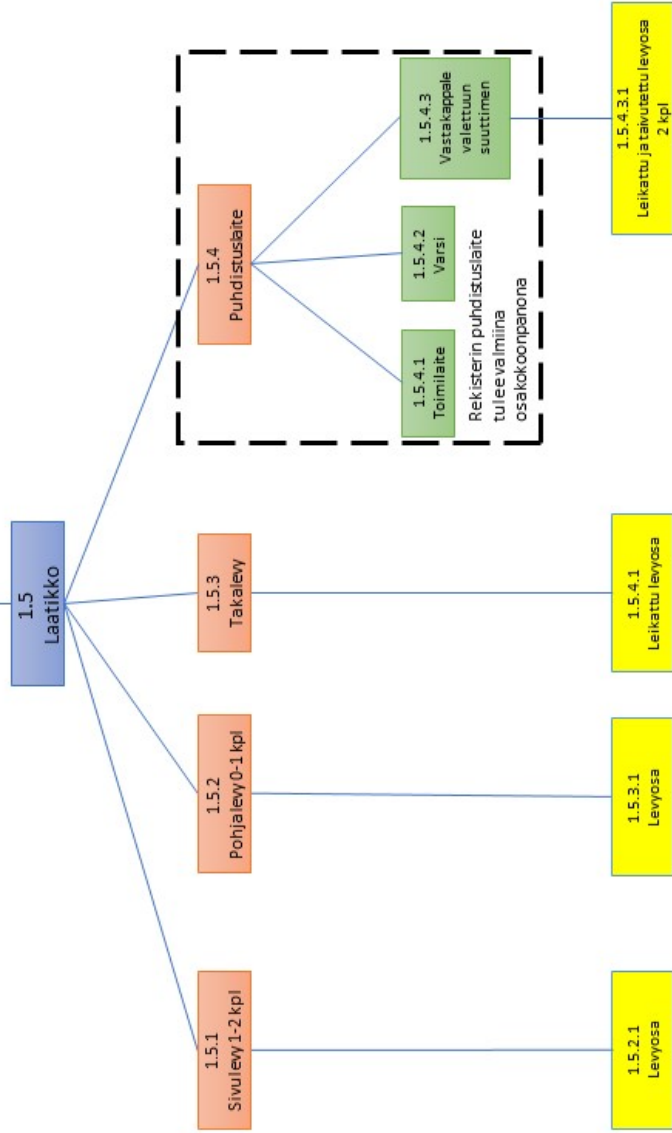 1.5
Laatikko
1.5.1
Sivulevy 1-2 kpl
1.5.2
Pohjalevy 0-1 kpl
1.5.3
Takalevy
1.5.4
Puhdistuslaite
1.5.4.1
Toimilaite
1.5.4.2
Varsi
1.5.4.3
Vastakappale
valettuun
suuttimen
Rekisterin puhdistuslaite
tulee valmiina
osakokoonpanona
1.5.2.1
Levyosa
1.5.3.1
Levyosa
1.5.4.1
Leikattu levyosa
1.5.4.3.1
Leikattu ja taivutettu levyosa
2 kpl